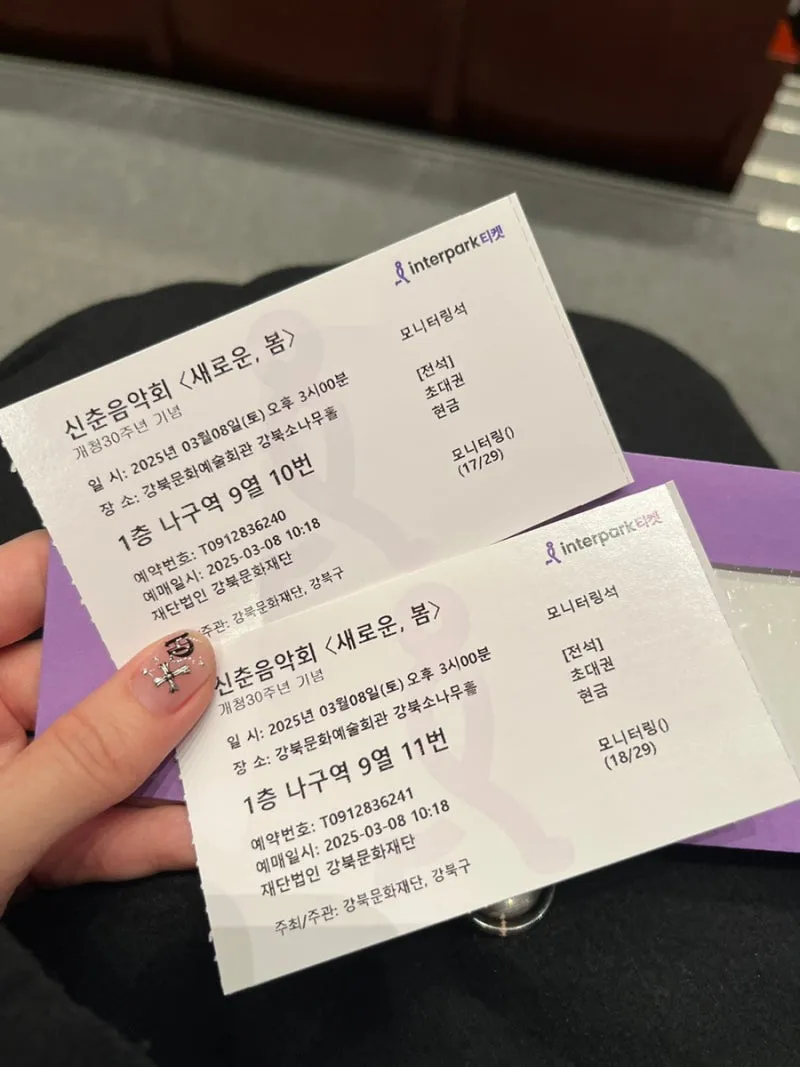 interpark티켓
신춘음악회 〈새로운, 봄〉
개청30주년 기념
일 시: 2025년 03월08일(토) 오후 3시00분
장 소: 강북문화예술회관 강북소나무홀
1층 나구역 9열 10번
예약번호: T0912836240
예매일시: 2025-03-08 10:18
재단법인 강북문화재단
주관: 강북문화재단, 강북구
모니터링석
[전석]
초대권
현금
모니터링()
(17/29)
interpark티켓
신춘음악회 〈새로운, 봄〉
개청30주년 기념
일 시: 2025년 03월08일(토) 오후 3시00분
장 소: 강북문화예술회관 강북소나무홀
1층 나구역 9열 11번
예약번호: T0912836241
예매일시: 2025-03-08 10:18
재단법인 강북문화재단
주최/주관: 강북문화재단, 강북구
모니터링석
[전석]
초대권
현금
모니터링()
(18/29)